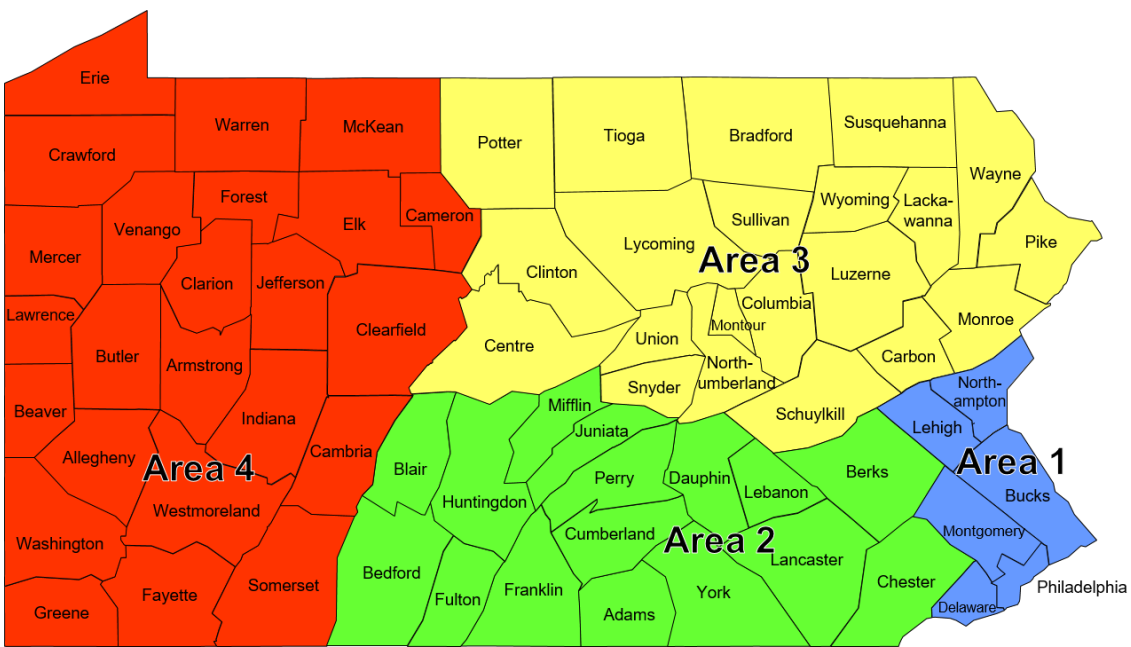 Erie
Warren
McKean
Crawford
Potter
Tioga
Bradford
Susquehanna
Wayne
Forest
Venango
Elk
Cameron
Mercer
Clarion
Jefferson
Lawrence
Clearfield
Butler
Armstrong
Beaver
Indiana
Allegheny
Area 4
Cambria
Westmoreland
Washington
Fayette
Somerset
Greene
Sullivan
Wyoming
Lacka-
wanna
Pike
Lycoming
Area 3
Clinton
Luzerne
Columbia
Montour
Union
Centre
Monroe
Carbon
Snyder
North-
umberland
Schuylkill
Mifflin
Juniata
Blair
Huntingdon
Perry
Dauphin
Lebanon
Berks
Cumberland
Area 2
Lancaster
Bedford
Fulton
Franklin
Adams
York
Chester
North-
ampton
Lehigh
Area 1
Bucks
Montgomery
Philadelphia
Delaware